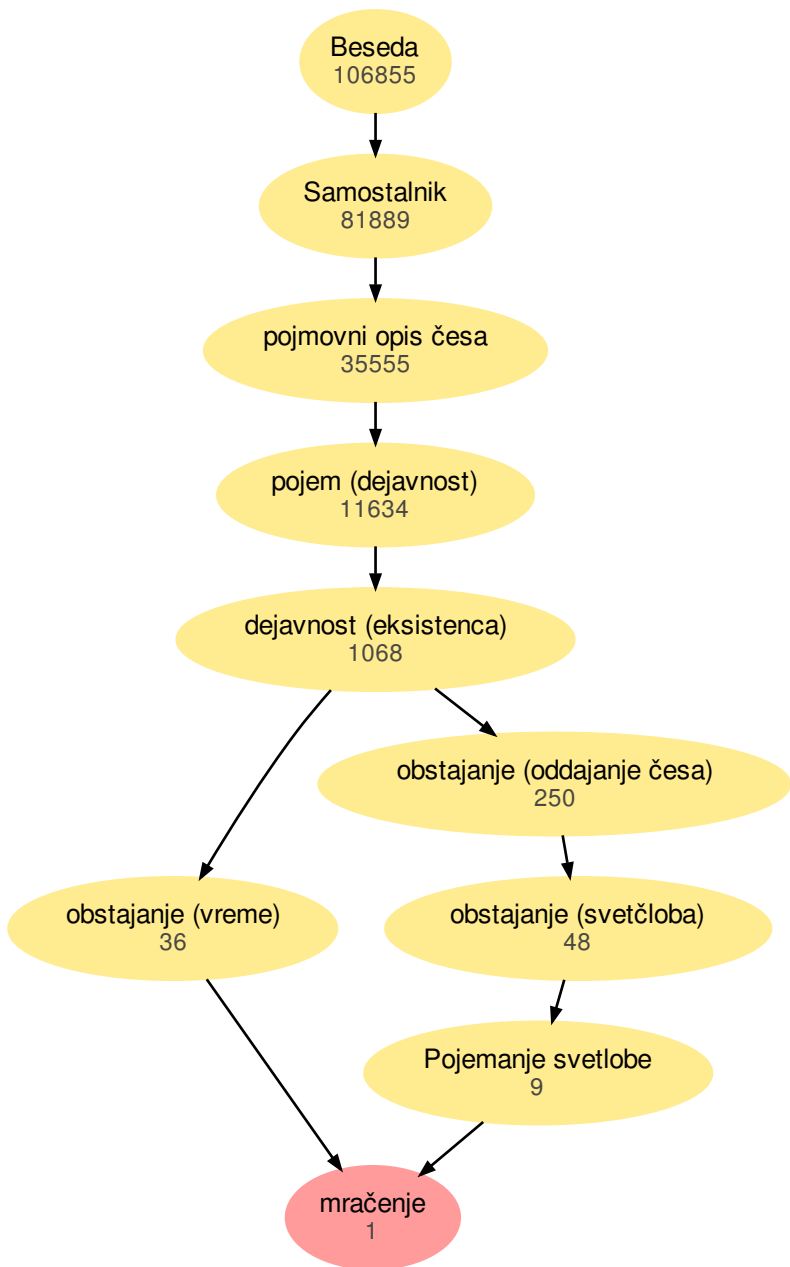 Beseda
106855
Samostalnik
81889
pojmovni opis česa
35555
pojem (dejavnost)
11634
dejavnost (eksistenca)
1068
obstajanje (oddajanje česa)
250
obstajanje (vreme)
36
obstajanje (svetčloba)
48
Pojemanje svetlobe
9
mračenje
1